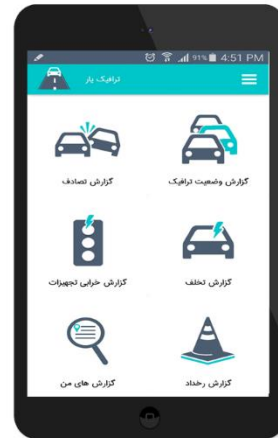 91% 4:51 PM
ترافیک یار
گزارش وضعیت ترافیک
گزارش تصادف
گزارش تخلف
گزارش خرابی تجهیزات
گزارش رخداد
گزارش های من